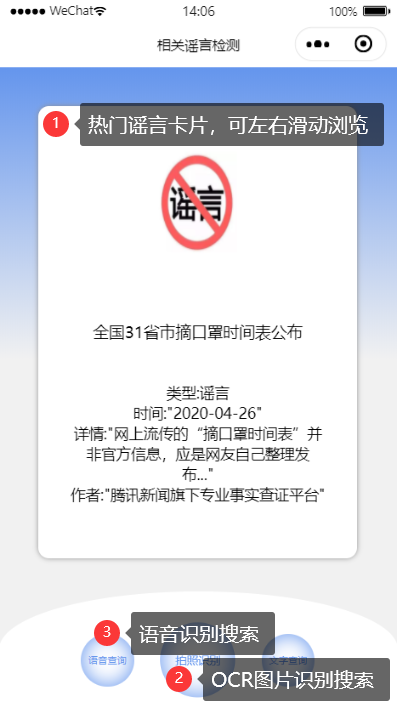 WeChat 14:06 100%
相关谣言检测
1 热门谣言卡片，可左右滑动浏览
谣言
全国31省市摘口罩时间表公布
类型:谣言
时间:"2020-04-26"
详情:"网上流传的“摘口罩时间表”并
非官方信息，应是网友自己整理发
布..."
作者:"腾讯新闻旗下专业事实查证平台"
3 语音识别搜索
语音查询 拍照识别 文字查询
2 OCR图片识别搜索